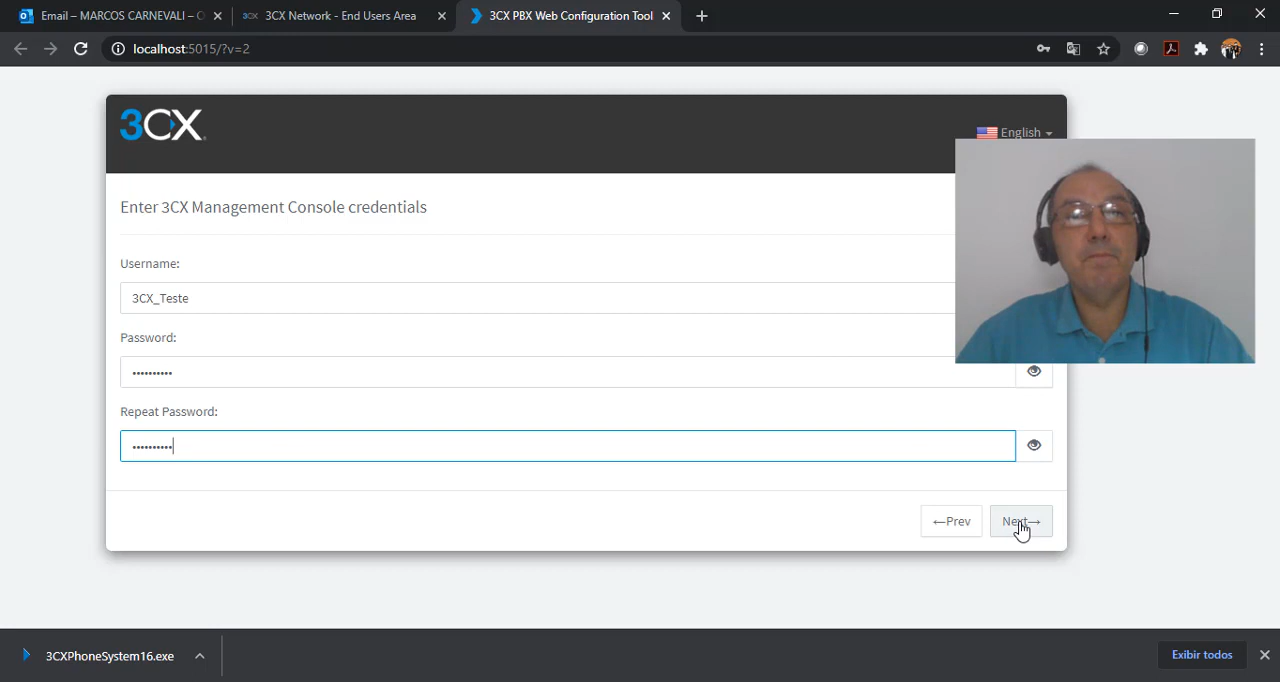 Email – MARCOS CARNEVALI – O
3CX Network - End Users Area
3CX PBX Web Configuration Tool
localhost:5015/?v=2
3CX
English
Enter 3CX Management Console credentials
Username:
3CX_Teste
Password:
••••••••••
Repeat Password:
••••••••••
←Prev
Next→
3CXPhoneSystem16.exe
Exibir todos